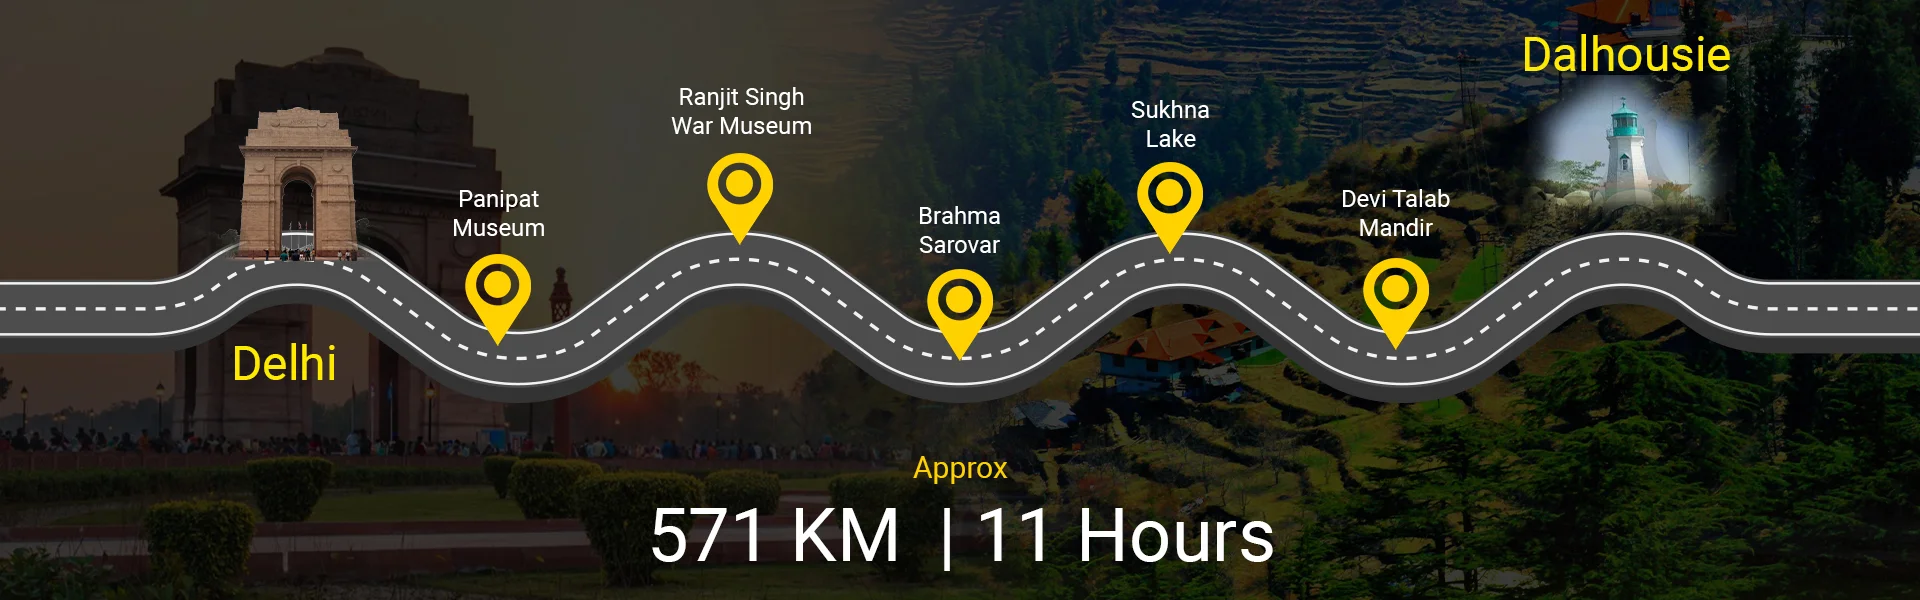 Delhi
Panipat
Museum
Ranjit Singh
War Museum
Brahma
Sarovar
Sukhna
Lake
Devi Talab
Mandir
Dalhousie
Approx
571 KM | 11 Hours